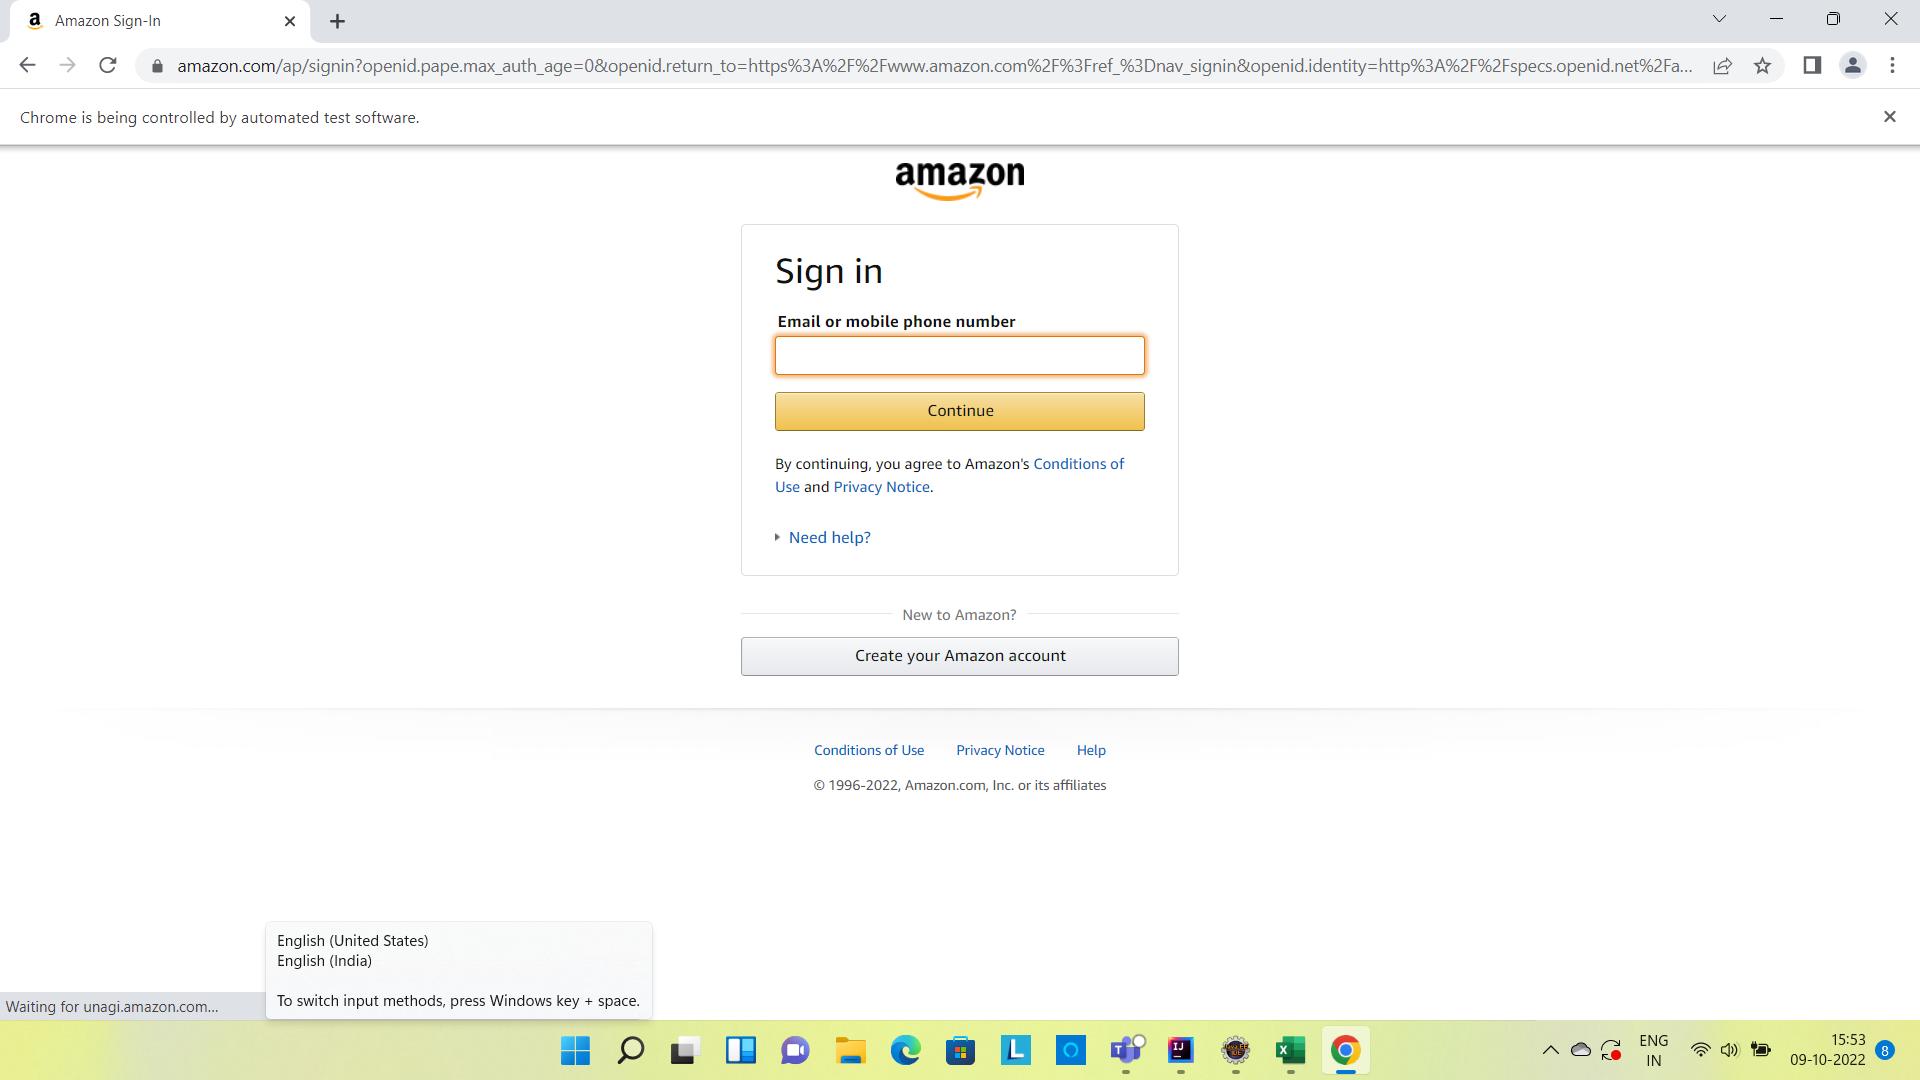 Amazon Sign-In
amazon.com/ap/signin?openid.pape.max_auth_age=0&openid.return_to=https%3A%2F%2Fwww.amazon.com%2F%3Fref_%3Dnav_signin&openid.identity=http%3A%2F%2Fspecs.openid.net%2Fa...
Chrome is being controlled by automated test software.
amazon
Sign in
Email or mobile phone number
Continue
By continuing, you agree to Amazon's Conditions of
Use and Privacy Notice.
Need help?
New to Amazon?
Create your Amazon account
Conditions of Use Privacy Notice Help
© 1996-2022, Amazon.com, Inc. or its affiliates
English (United States)
English (India)
To switch input methods, press Windows key + space.
Waiting for unagi.amazon.com...
ENG
IN
15:53
09-10-2022
8